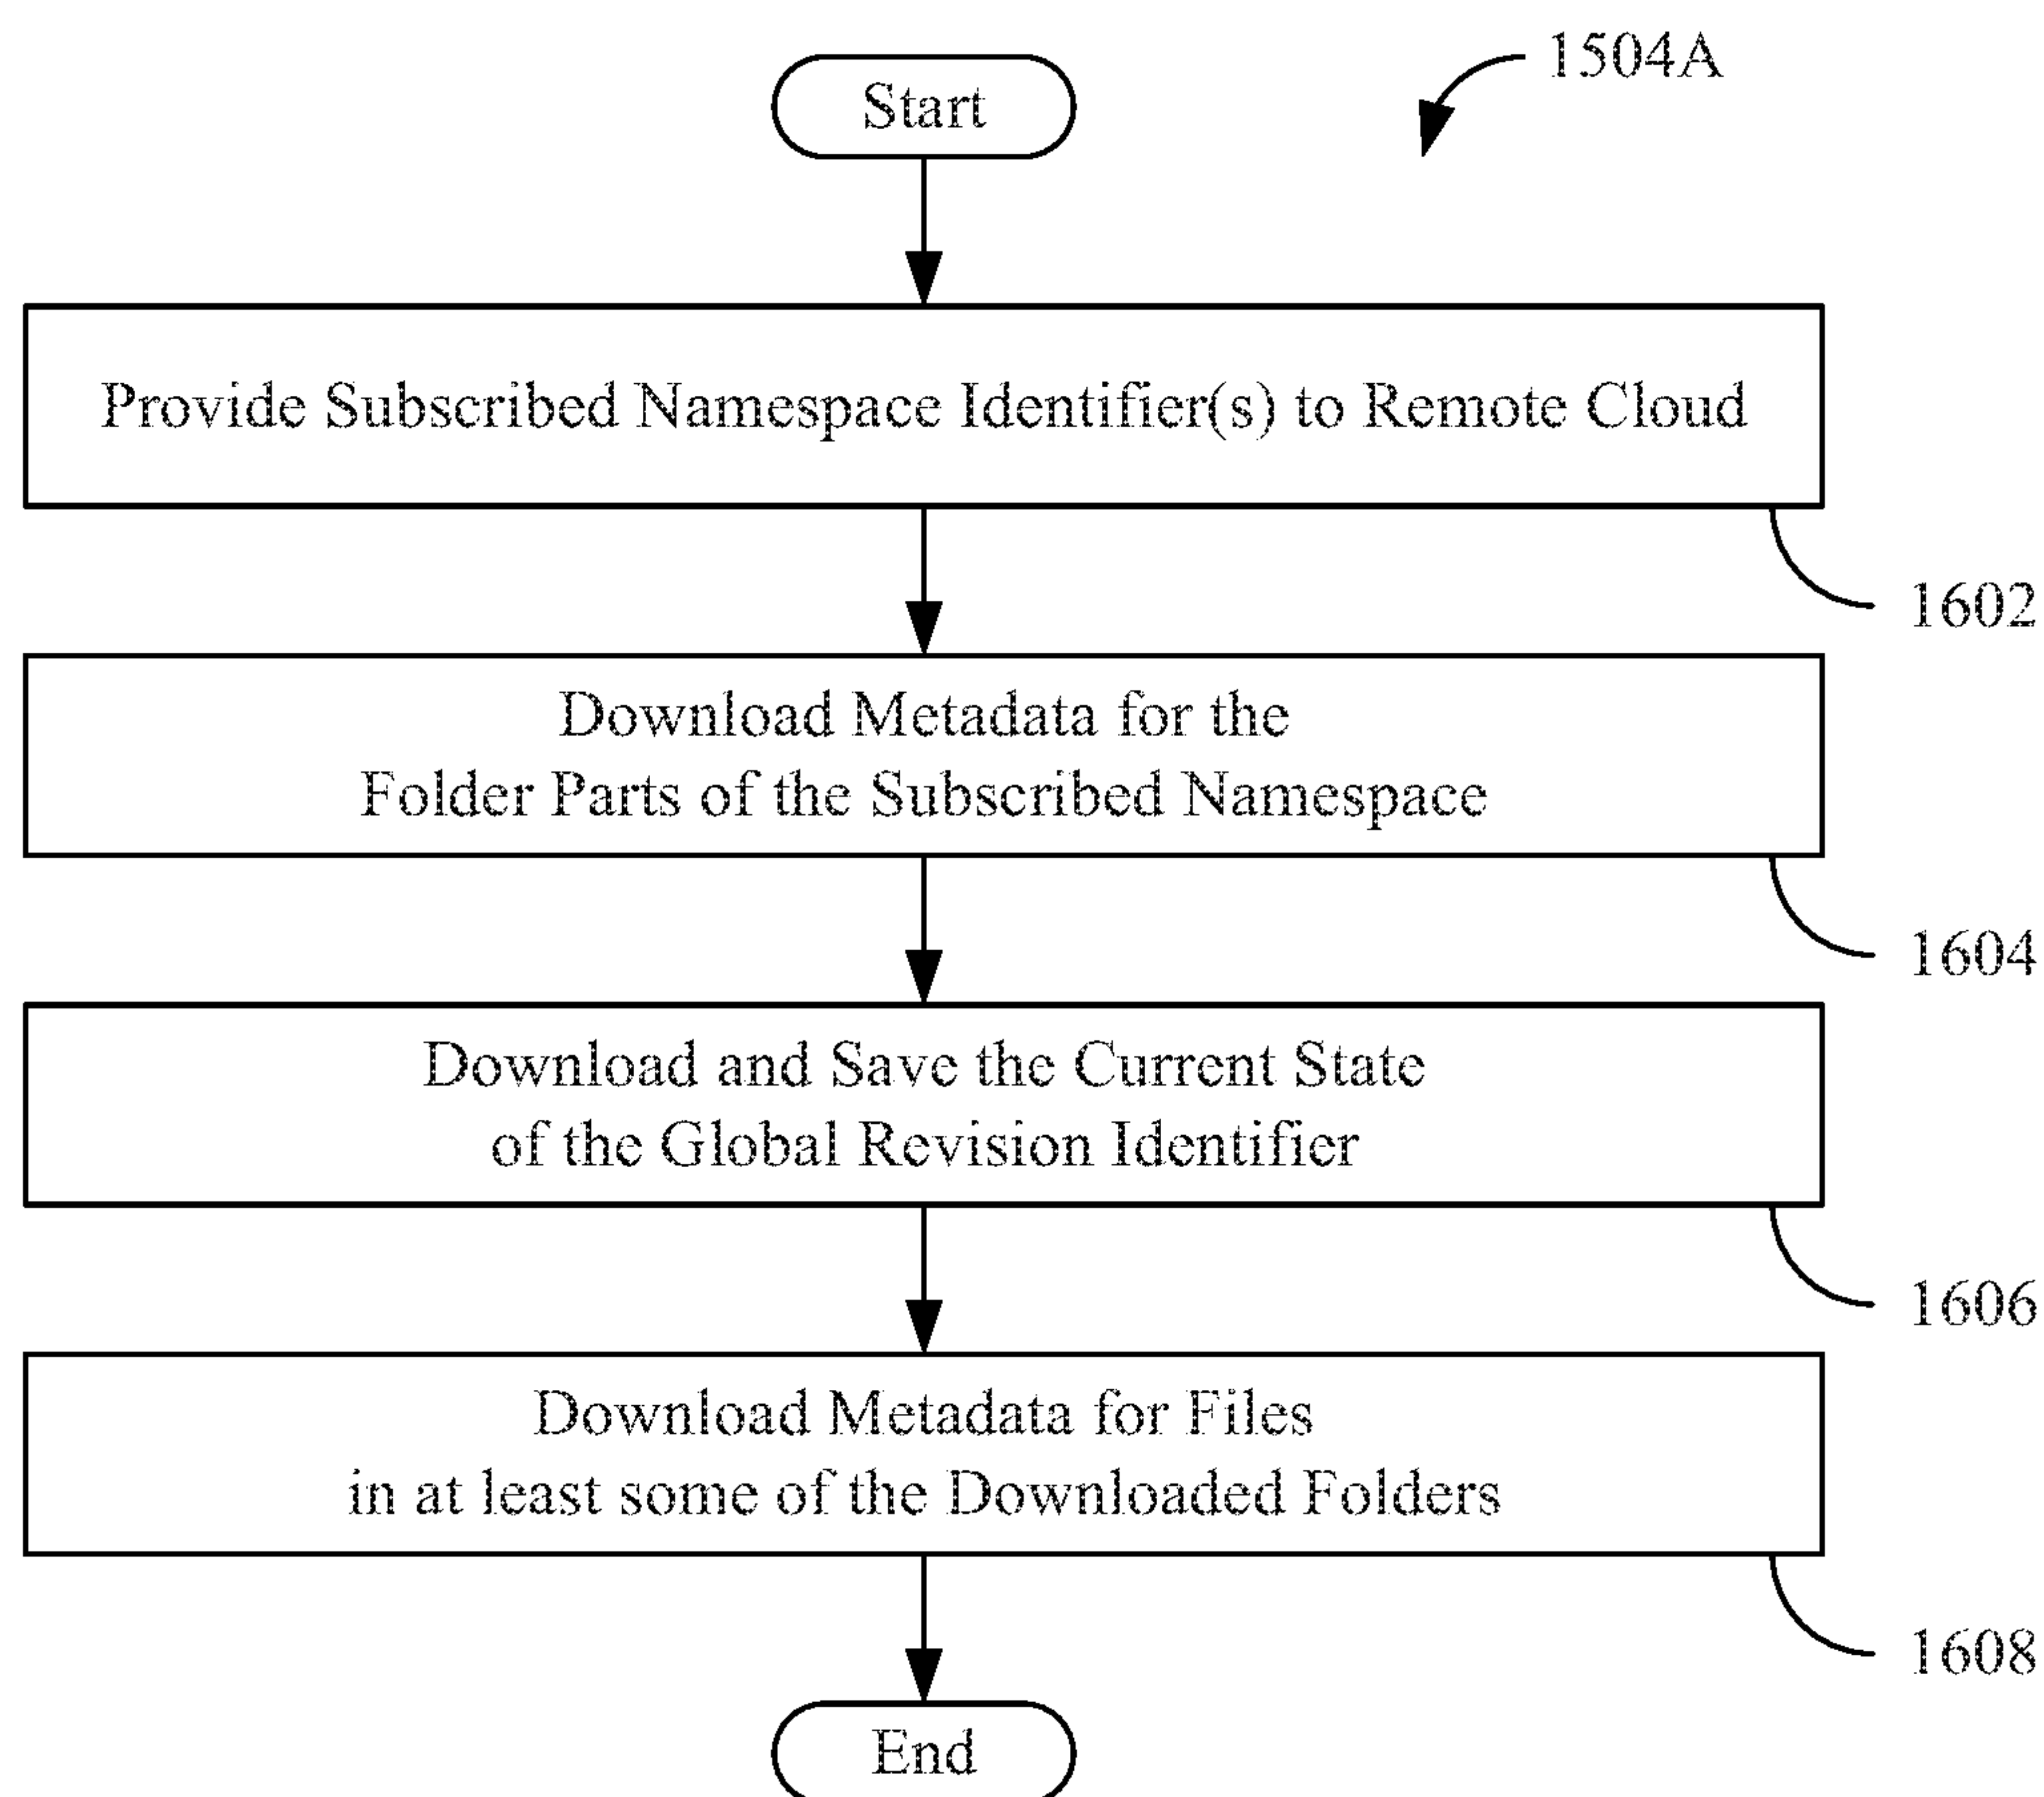 1504A
Start
Provide Subscribed Namespace Identifier(s) to Remote Cloud
1602
Download Metadata for the
Folder Parts of the Subscribed Namespace
1604
Download and Save the Current State
of the Global Revision Identifier
1606
Download Metadata for Files
in at least some of the Downloaded Folders
1608
End